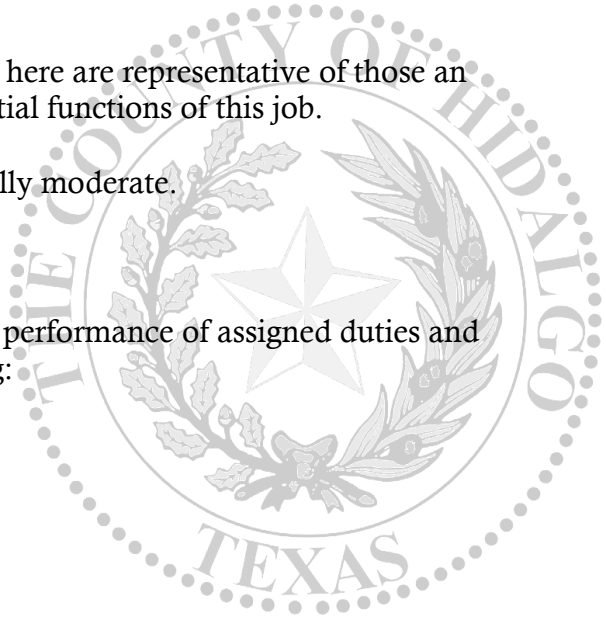 here are representative of those an
tial functions of this job.
lly moderate.
performance of assigned duties and
g:
THE COUNTY OF HIDALGO
TEXAS